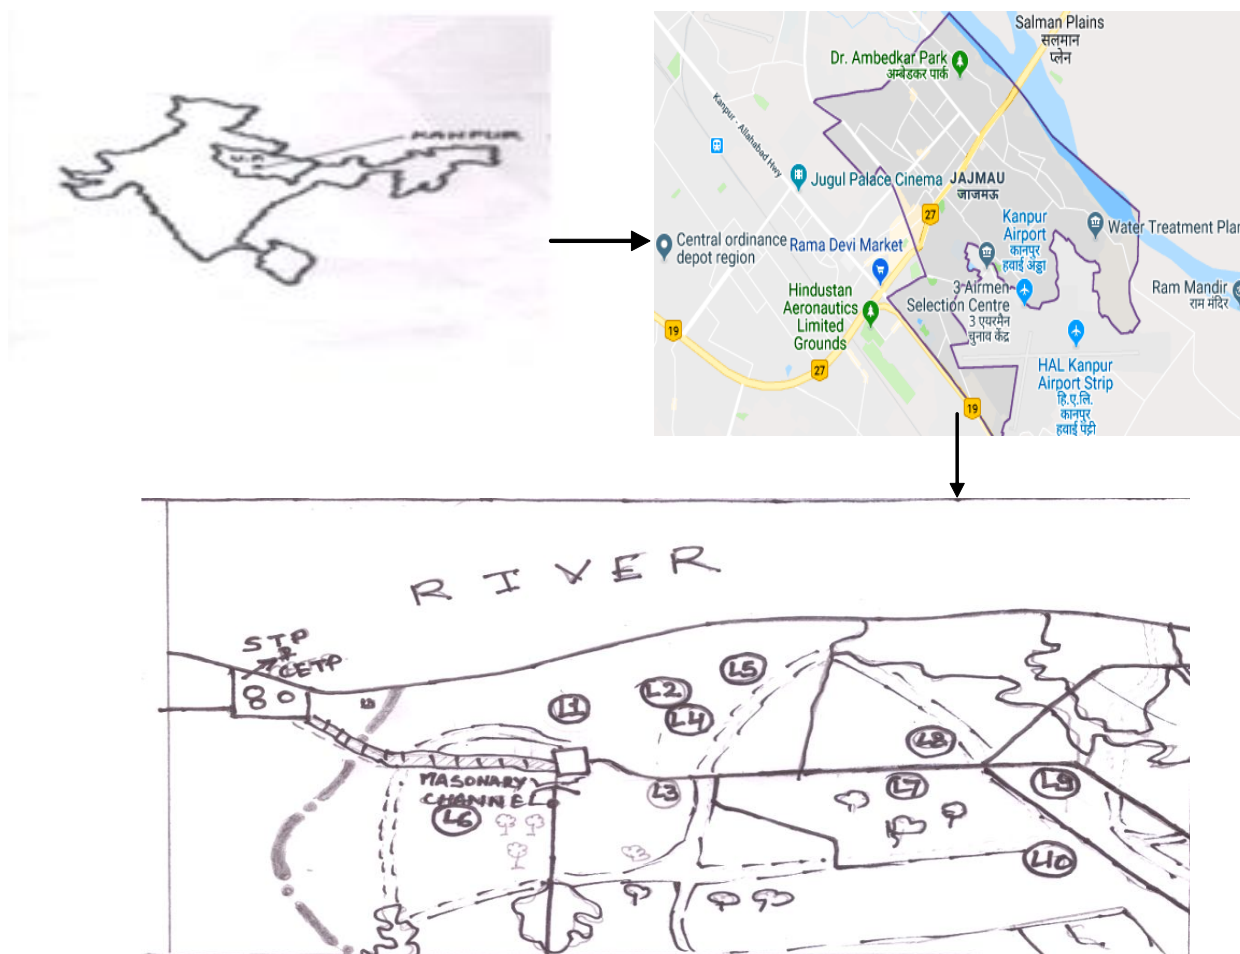 U.P
KANPUR
Salman Plains
सलमान
प्लेन
Dr. Ambedkar Park
अम्बेडकर पार्क
Kanpur - Allahabad Hwy
Jugul Palace Cinema
JAJMAU
जाजमऊ
27
Kanpur
Airport
कानपुर
हवाई अड्डा
Water Treatment Plan
Central ordinance
depot region
Rama Devi Market
3 Airmen
Selection Centre
3 एयरमैन
चुनाव केंद्र
Ram Mandir
राम मंदिर
Hindustan
Aeronautics
Limited
Grounds
19
27
HAL Kanpur
Airport Strip
हि.ए.लि.
कानपुर
हवाई पट्टी
19
RIVER
STP
&
CETP
L5
L2
L1
L4
L8
MASONARY
CHANNEL
L3
L7
L9
L6
L10